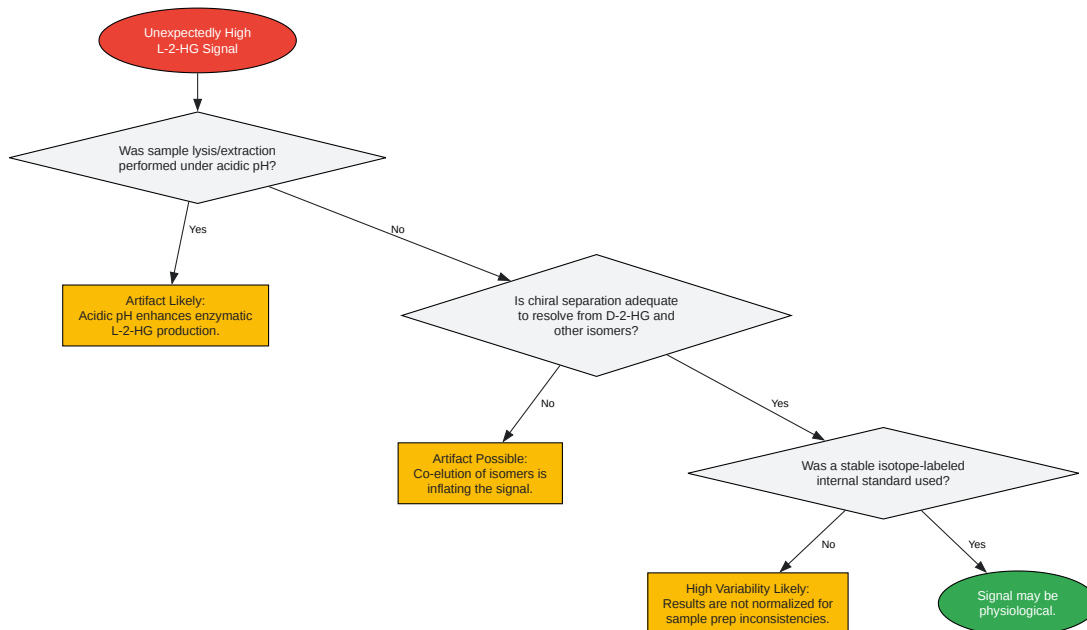 Unexpectedly High
L-2-HG Signal
Was sample lysis/extraction
performed under acidic pH?
Yes
No
Artifact Likely:
Acidic pH enhances enzymatic
L-2-HG production.
Is chiral separation adequate
to resolve from D-2-HG and
other isomers?
No
Yes
Artifact Possible:
Co-elution of isomers is
inflating the signal.
Was a stable isotope-labeled
internal standard used?
No
Yes
High Variability Likely:
Results are not normalized for
sample prep inconsistencies.
Signal may be
physiological.